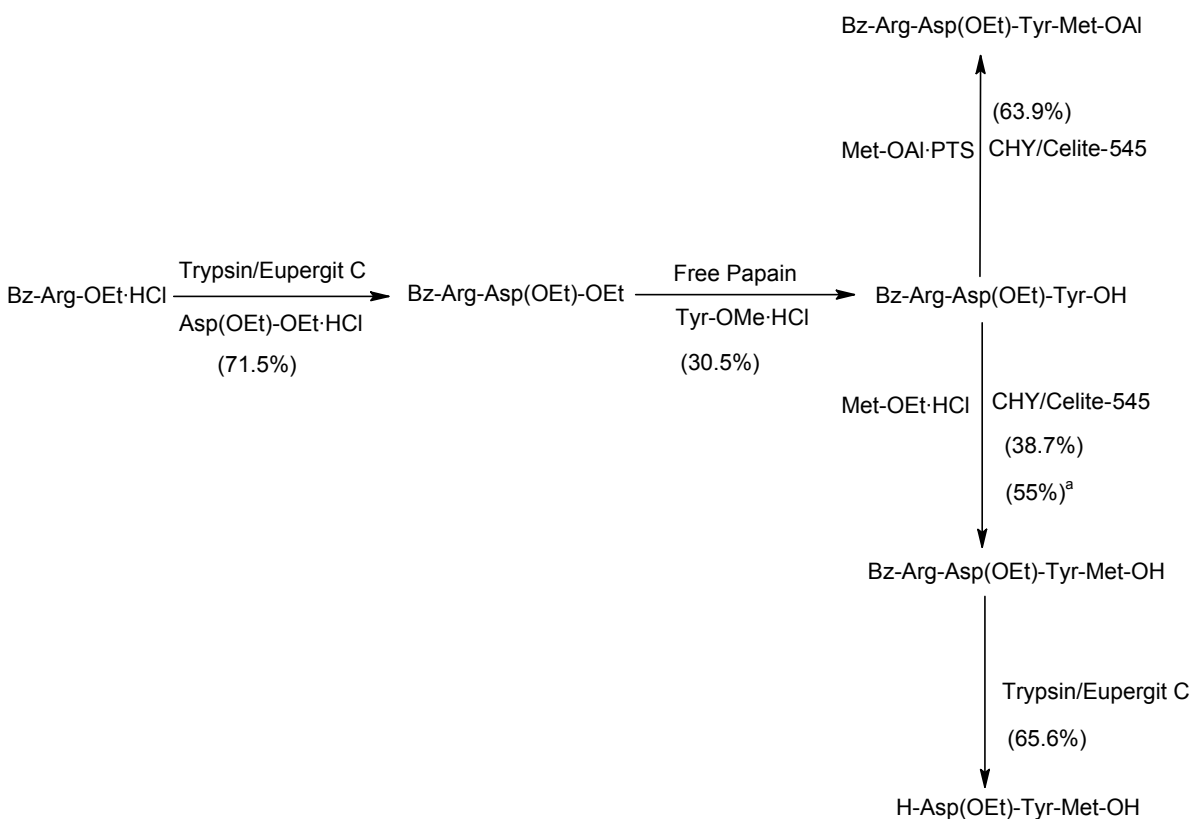 Bz-Arg-Asp(OEt)-Tyr-Met-OAl
(63.9%)
Met-OAl·PTS CHY/Celite-545
Trypsin/Eupergit C
Free Papain
Bz-Arg-OEt·HCl Bz-Arg-Asp(OEt)-OEt Bz-Arg-Asp(OEt)-Tyr-OH
Asp(OEt)-OEt·HCl
Tyr-OMe·HCl
(71.5%)
(30.5%)
Met-OEt·HCl CHY/Celite-545
(38.7%)
(55%)ᵃ
Bz-Arg-Asp(OEt)-Tyr-Met-OH
Trypsin/Eupergit C
(65.6%)
H-Asp(OEt)-Tyr-Met-OH